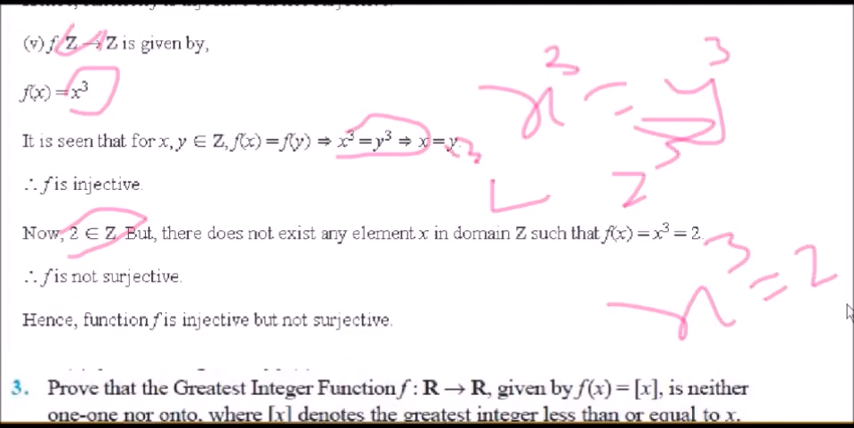 (v) f: Z → Z is given by,
f(x) = x³
It is seen that for x, y ∈ Z, f(x) = f(y) ⇒ x³ = y³ ⇒ x = y.
∴ f is injective.
Now, 2 ∈ Z. But, there does not exist any element x in domain Z such that f(x) = x³ = 2.
∴ f is not surjective.
Hence, function f is injective but not surjective.
x³ = y³
x³ = 2
3. Prove that the Greatest Integer Function f : R → R, given by f(x) = [x], is neither
one-one nor onto, where [x] denotes the greatest integer less than or equal to x.